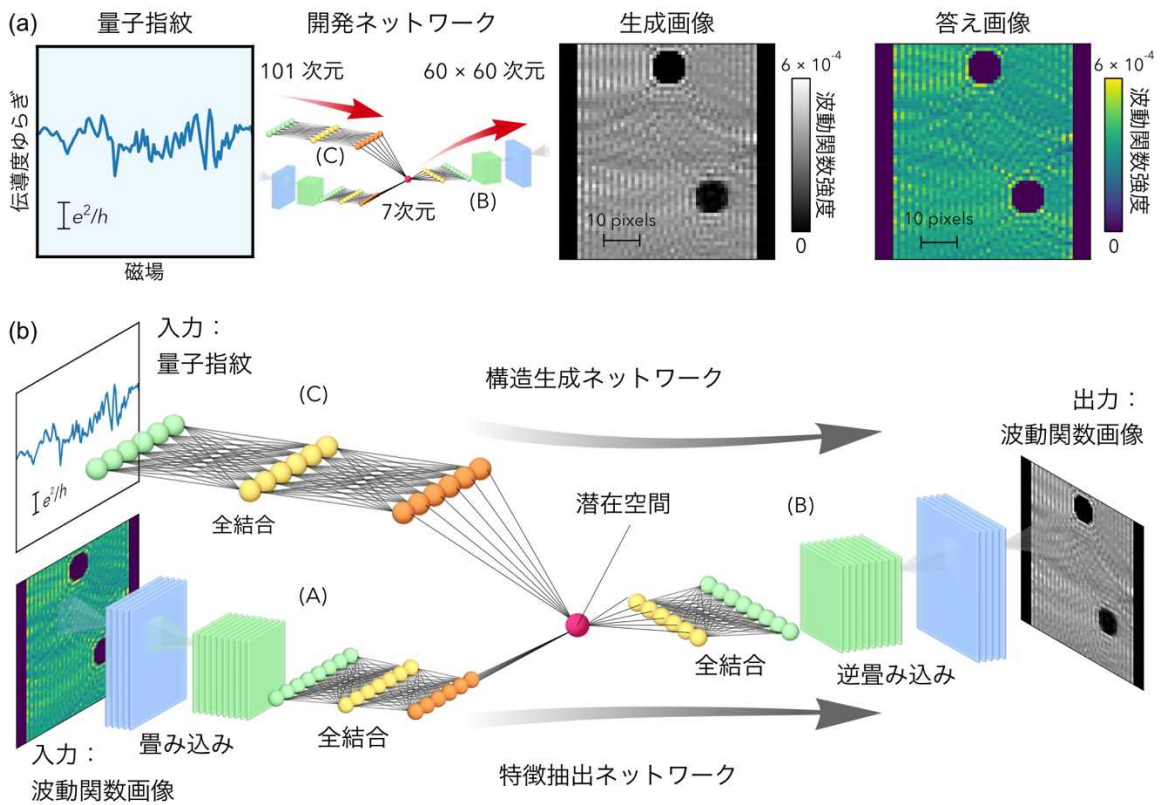 (a)
量子指紋
開発ネットワーク
生成画像
答え画像
伝導度ゆらぎ
e²/h
磁場
101 次元
60 × 60 次元
(C)
(B)
7次元
10 pixels
6 × 10⁻⁴
波動関数強度
0
10 pixels
6 × 10⁻⁴
波動関数強度
0
(b)
入力：
量子指紋
(C)
構造生成ネットワーク
出力：
波動関数画像
e²/h
全結合
潜在空間
(B)
(A)
全結合
逆畳み込み
畳み込み
全結合
入力：
波動関数画像
特徴抽出ネットワーク